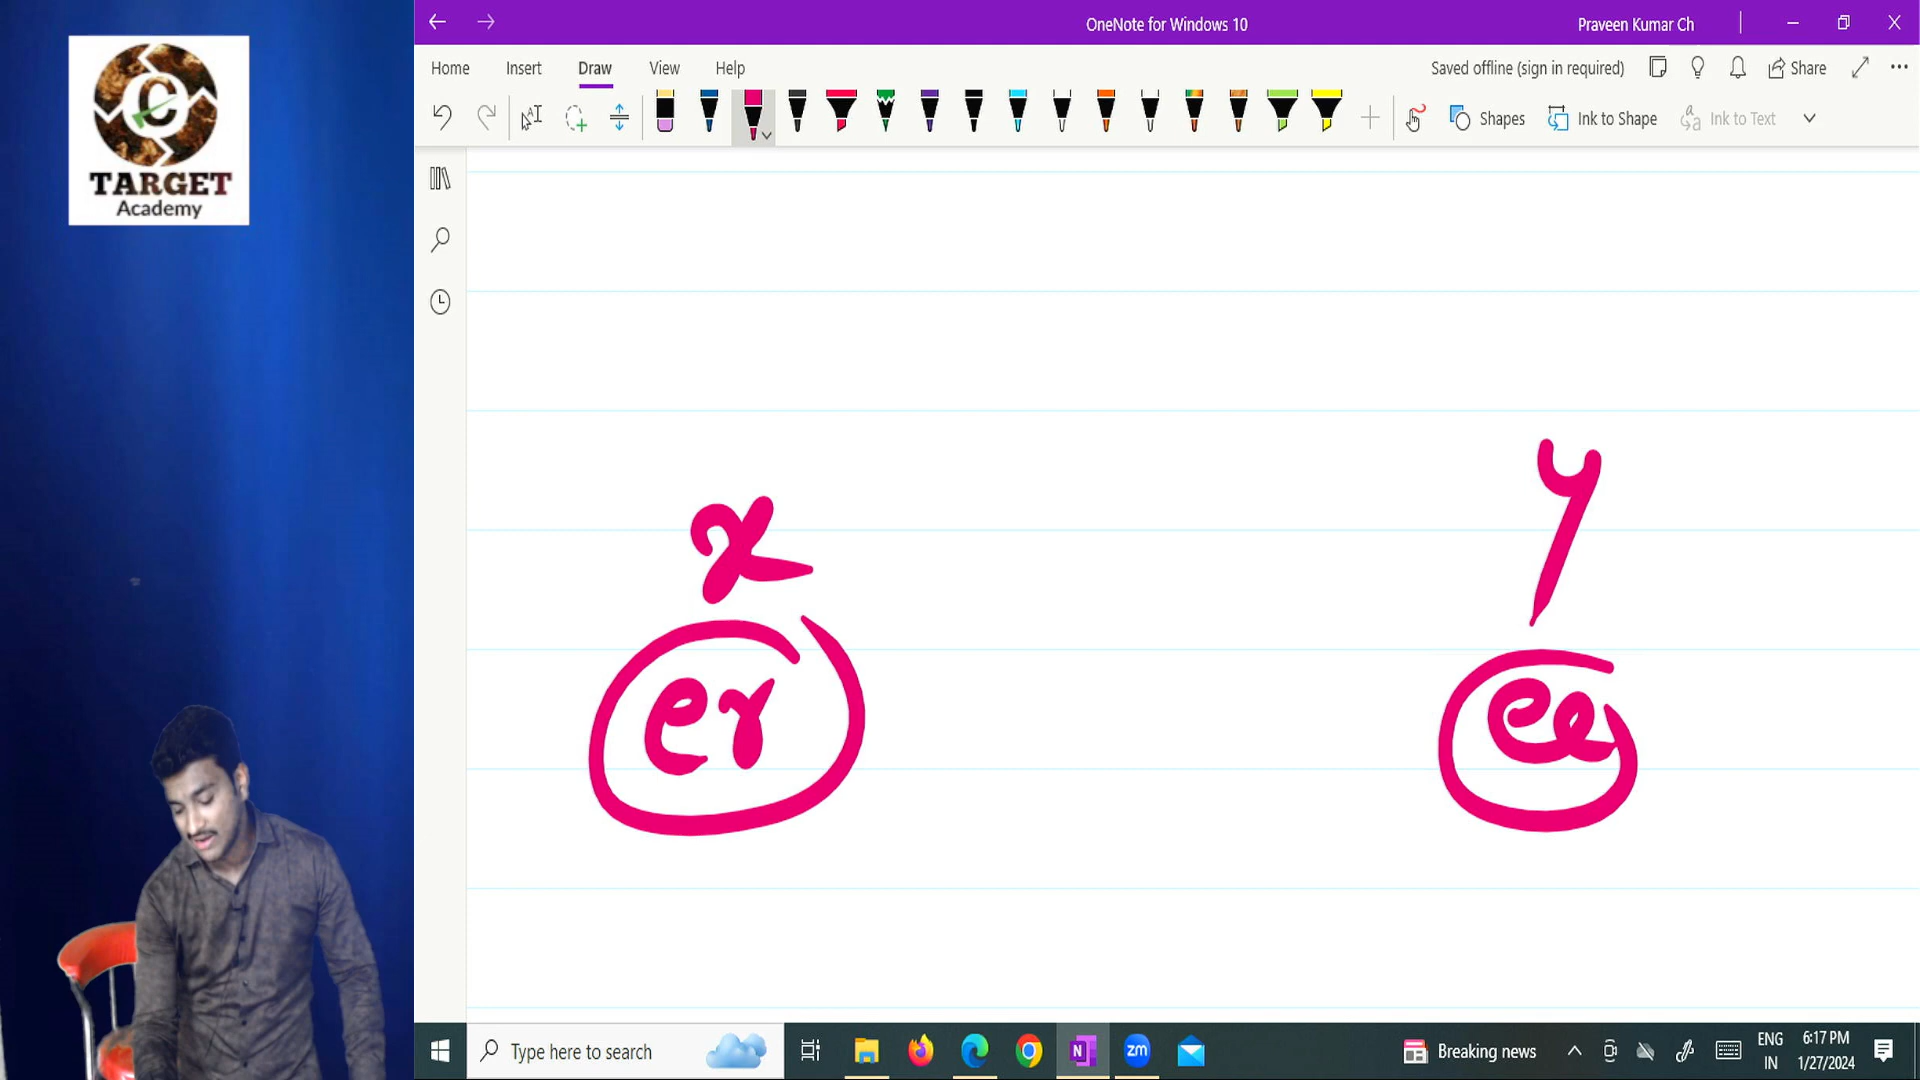 C
TARGET
Academy
OneNote for Windows 10
Praveen Kumar Ch
Home Insert Draw View Help
Saved offline (sign in required)
Share
Shapes
Ink to Shape
Ink to Text
x
y
er
ee
Type here to search
N
zm
Breaking news
ENG
IN
6:17 PM
1/27/2024